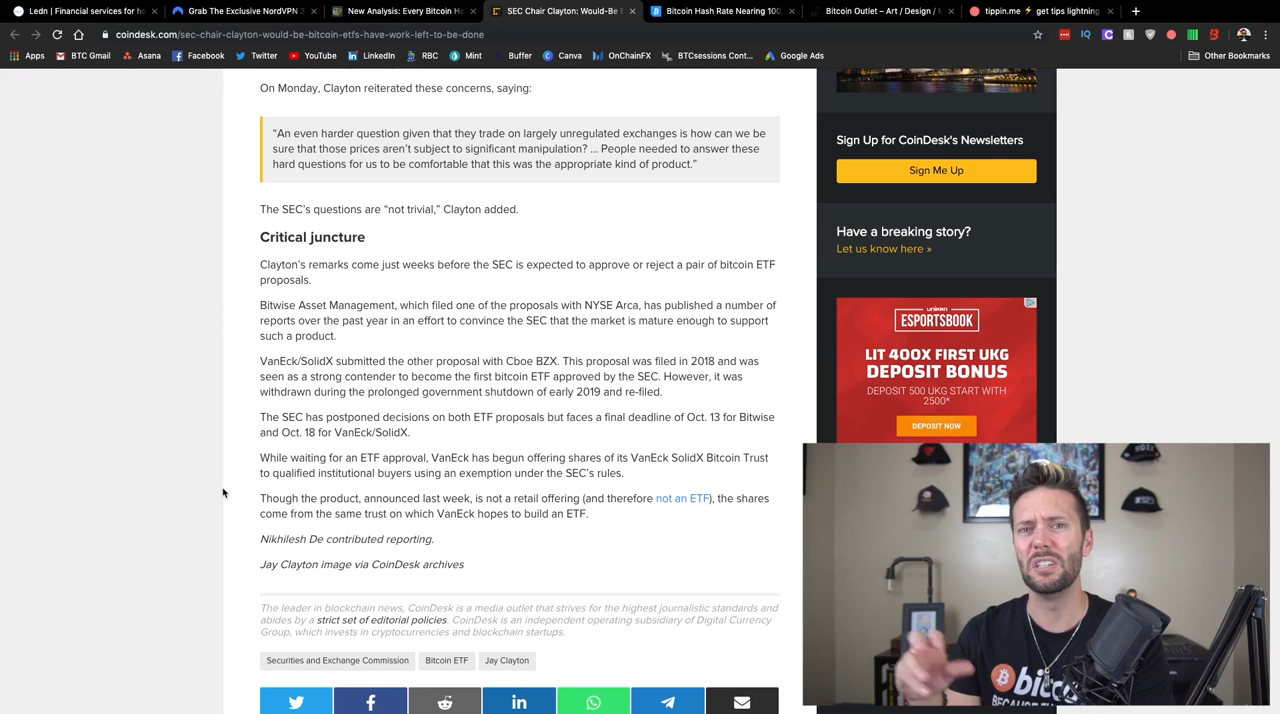 Ledn | Financial services for ho
Grab The Exclusive NordVPN
New Analysis: Every Bitcoin Ho
SEC Chair Clayton: Would-Be B
Bitcoin Hash Rate Nearing 100,
Bitcoin Outlet – Art / Design / M
tippin.me ⚡ get tips lightning
coindesk.com/sec-chair-clayton-would-be-bitcoin-etfs-have-work-left-to-be-done
Apps
BTC Gmail
Asana
Facebook
Twitter
YouTube
LinkedIn
RBC
Mint
Buffer
Canva
OnChainFX
BTCsessions Cont...
Google Ads
Other Bookmarks
On Monday, Clayton reiterated these concerns, saying:
“An even harder question given that they trade on largely unregulated exchanges is how can we be
sure that those prices aren’t subject to significant manipulation? ... People needed to answer these
hard questions for us to be comfortable that this was the appropriate kind of product.”
The SEC’s questions are “not trivial,” Clayton added.
Critical juncture
Clayton’s remarks come just weeks before the SEC is expected to approve or reject a pair of bitcoin ETF
proposals.
Bitwise Asset Management, which filed one of the proposals with NYSE Arca, has published a number of
reports over the past year in an effort to convince the SEC that the market is mature enough to support
such a product.
VanEck/SolidX submitted the other proposal with Cboe BZX. This proposal was filed in 2018 and was
seen as a strong contender to become the first bitcoin ETF approved by the SEC. However, it was
withdrawn during the prolonged government shutdown of early 2019 and re-filed.
The SEC has postponed decisions on both ETF proposals but faces a final deadline of Oct. 13 for Bitwise
and Oct. 18 for VanEck/SolidX.
While waiting for an ETF approval, VanEck has begun offering shares of its VanEck SolidX Bitcoin Trust
to qualified institutional buyers using an exemption under the SEC’s rules.
Though the product, announced last week, is not a retail offering (and therefore not an ETF), the shares
come from the same trust on which VanEck hopes to build an ETF.
Nikhilesh De contributed reporting.
Jay Clayton image via CoinDesk archives
The leader in blockchain news, CoinDesk is a media outlet that strives for the highest journalistic standards and
abides by a strict set of editorial policies. CoinDesk is an independent operating subsidiary of Digital Currency
Group, which invests in cryptocurrencies and blockchain startups.
Securities and Exchange Commission
Bitcoin ETF
Jay Clayton
Sign Up for CoinDesk's Newsletters
Sign Me Up
Have a breaking story?
Let us know here »
unikrn
ESPORTSBOOK
LIT 400X FIRST UKG
DEPOSIT BONUS
DEPOSIT 500 UKG START WITH
2500*
DEPOSIT NOW
bitc
BECAUSE